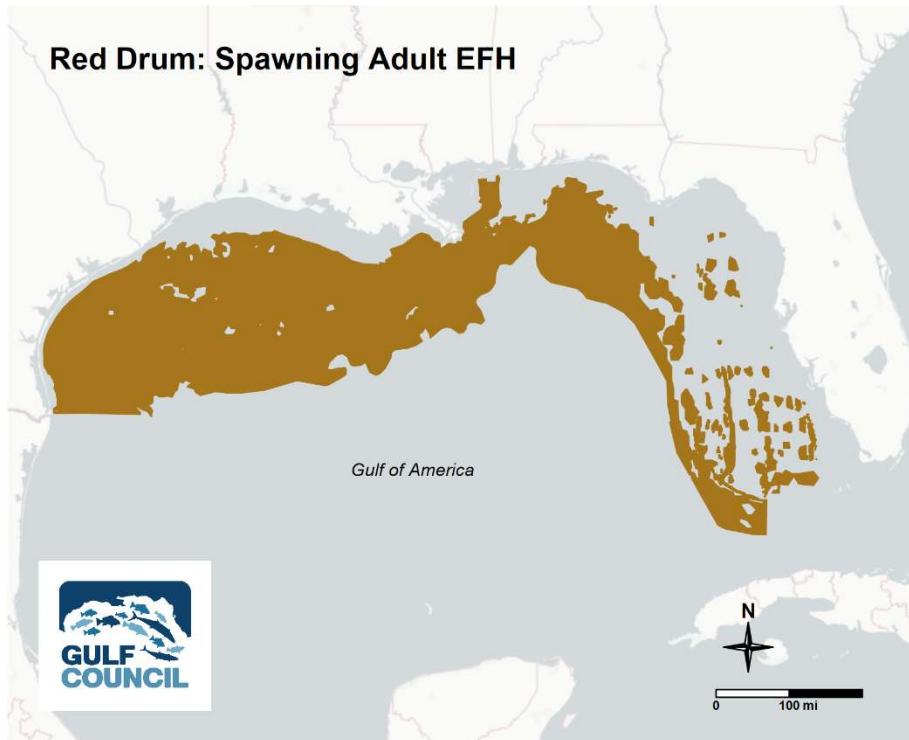 Red Drum: Spawning Adult EFH
Gulf of America
GULF
COUNCIL
N
0 100 mi